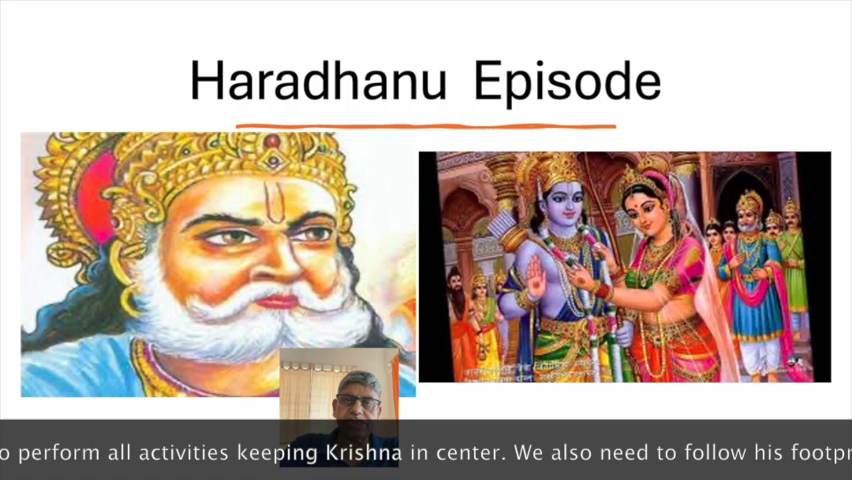 Haradhanu Episode
o perform all activities keeping Krishna in center. We also need to follow his footpr